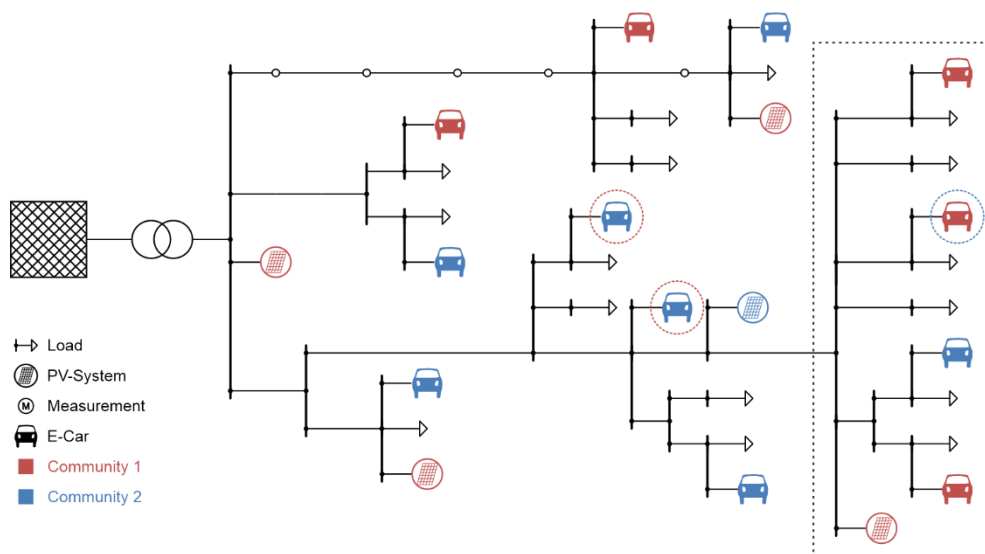 Load
PV-System
M Measurement
E-Car
Community 1
Community 2